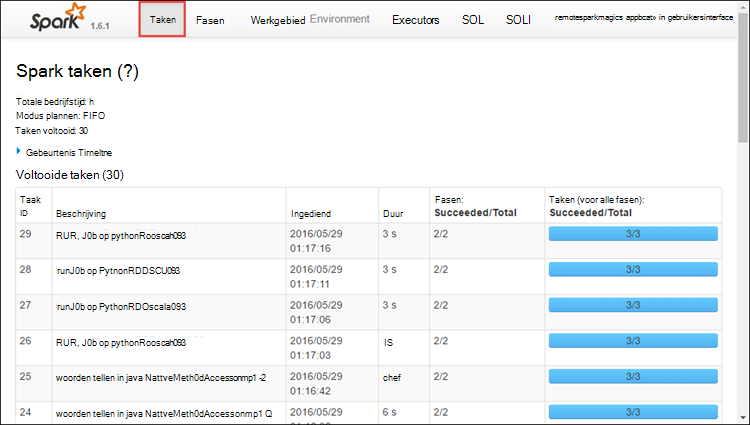 Spark 1.6.1 Taken Fasen Werkgebied Environment Executors SOL SOLI remotesparkmagics appbcat» in gebruikersinterface
Spark taken (?)
Totale bedrijfstijd: h
Modus plannen: FIFO
Taken voltooid: 30
Gebeurtenis Tirneltre
Voltooide taken (30)
Taak ID Beschrijving Ingediend Duur Fasen: Succeeded/Total Taken (voor alle fasen): Succeeded/Total
29 RUR, J0b op pythonRooscah093 2016/05/29 01:17:16 3 s 2/2 3/3
28 runJ0b op PytnonRDDSCU093 2016/05/29 01:17:11 3 s 2/2 3/3
27 runJ0b op PythonRDOscala093 2016/05/29 01:17:06 3 s 2/2 3/3
26 RUR, J0b op pythonRooscah093 2016/05/29 01:17:03 IS 2/2 3/3
25 woorden tellen in java NattveMeth0dAccessonmp1 -2 2016/05/29 01:16:42 chef 2/2 3/3
24 woorden tellen in java NattveMeth0dAccessonmp1 Q 2016/05/29 6 s 2/2 3/3